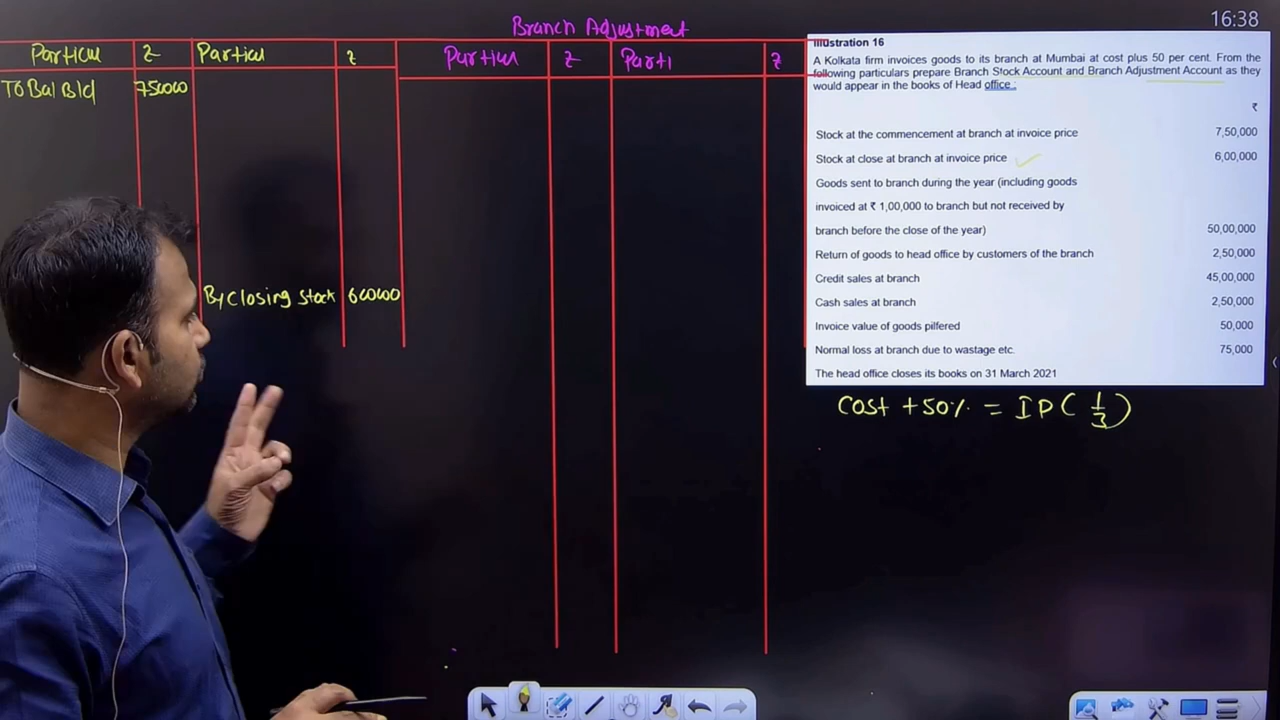 16:38
Branch Adjustment
Particul ₹ Particul ₹
To Bal B/d 750000
By Closing Stock 600000
Particul ₹ Parti ₹
Illustration 16
A Kolkata firm invoices goods to its branch at Mumbai at cost plus 50 per cent. From the
following particulars prepare Branch Stock Account and Branch Adjustment Account as they
would appear in the books of Head office :
₹
Stock at the commencement at branch at invoice price 7,50,000
Stock at close at branch at invoice price 6,00,000
Goods sent to branch during the year (including goods
invoiced at ₹ 1,00,000 to branch but not received by
branch before the close of the year) 50,00,000
Return of goods to head office by customers of the branch 2,50,000
Credit sales at branch 45,00,000
Cash sales at branch 2,50,000
Invoice value of goods pilfered 50,000
Normal loss at branch due to wastage etc. 75,000
The head office closes its books on 31 March 2021
Cost + 50% = IP ( 1/3 )